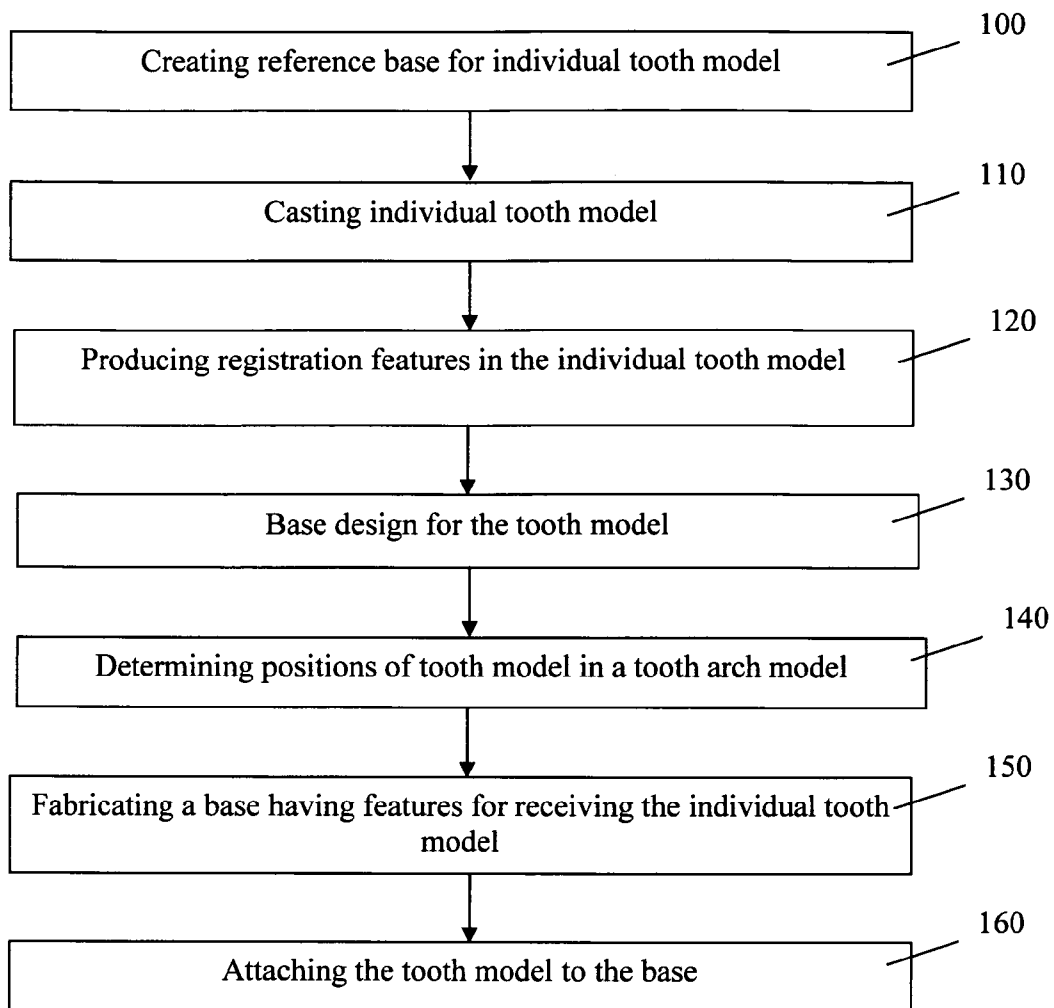 100
Creating reference base for individual tooth model
110
Casting individual tooth model
120
Producing registration features in the individual tooth model
130
Base design for the tooth model
140
Determining positions of tooth model in a tooth arch model
150
Fabricating a base having features for receiving the individual tooth
model
160
Attaching the tooth model to the base